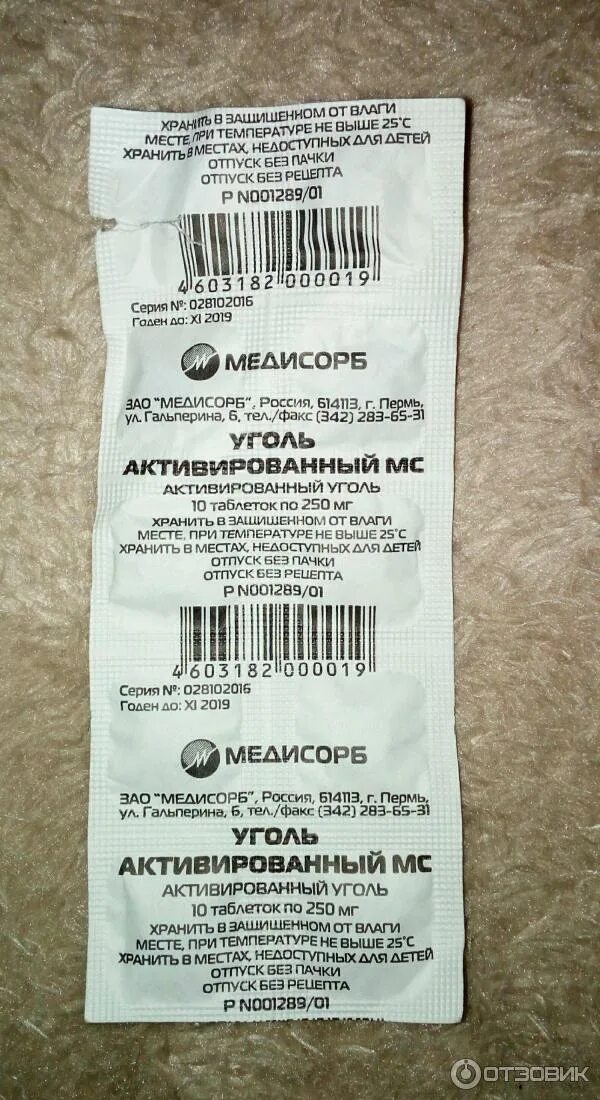 ХРАНИТЬ В ЗАЩИЩЕННОМ ОТ ВЛАГИ
МЕСТЕ, ПРИ ТЕМПЕРАТУРЕ НЕ ВЫШЕ 25°С
ХРАНИТЬ В МЕСТАХ, НЕДОСТУПНЫХ ДЛЯ ДЕТЕЙ
ОТПУСК БЕЗ ПАЧКИ
ОТПУСК БЕЗ РЕЦЕПТА
Р N001289/01
4 603182 000019
Серия №: 028102016
Годен до: XI 2019
МЕДИСОРБ
ЗАО "МЕДИСОРБ", Россия, 614113, г. Пермь,
ул. Гальперина, 6, тел./факс (342) 283-65-31
УГОЛЬ
АКТИВИРОВАННЫЙ МС
АКТИВИРОВАННЫЙ УГОЛЬ
10 таблеток по 250 мг
ХРАНИТЬ В ЗАЩИЩЕННОМ ОТ ВЛАГИ
МЕСТЕ, ПРИ ТЕМПЕРАТУРЕ НЕ ВЫШЕ 25°С
ХРАНИТЬ В МЕСТАХ, НЕДОСТУПНЫХ ДЛЯ ДЕТЕЙ
ОТПУСК БЕЗ ПАЧКИ
ОТПУСК БЕЗ РЕЦЕПТА
Р N001289/01
4 603182 000019
Серия №: 028102016
Годен до: XI 2019
МЕДИСОРБ
ЗАО "МЕДИСОРБ", Россия, 614113, г. Пермь,
ул. Гальперина, 6, тел./факс (342) 283-65-31
УГОЛЬ
АКТИВИРОВАННЫЙ МС
АКТИВИРОВАННЫЙ УГОЛЬ
10 таблеток по 250 мг
ХРАНИТЬ В ЗАЩИЩЕННОМ ОТ ВЛАГИ
МЕСТЕ, ПРИ ТЕМПЕРАТУРЕ НЕ ВЫШЕ 25°С
ХРАНИТЬ В МЕСТАХ, НЕДОСТУПНЫХ ДЛЯ ДЕТЕЙ
ОТПУСК БЕЗ ПАЧКИ
ОТПУСК БЕЗ РЕЦЕПТА
Р N001289/01
ОТЗОВИК